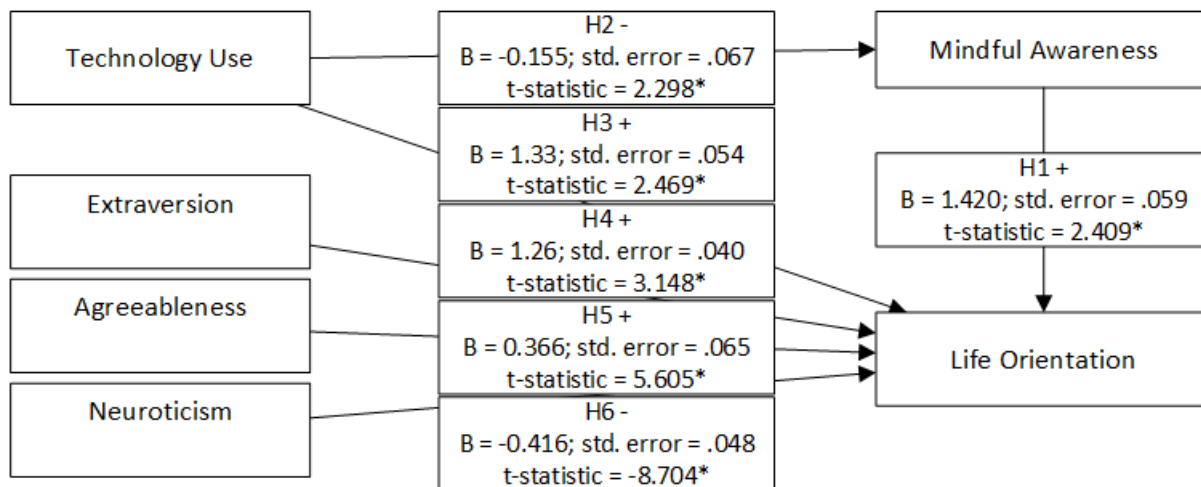 Technology Use
H2 -
B = -0.155; std. error = .067
t-statistic = 2.298*
Mindful Awareness
H3 +
B = 1.33; std. error = .054
t-statistic = 2.469*
H1 +
B = 1.420; std. error = .059
t-statistic = 2.409*
Extraversion
H4 +
B = 1.26; std. error = .040
t-statistic = 3.148*
Agreeableness
H5 +
B = 0.366; std. error = .065
t-statistic = 5.605*
Life Orientation
Neuroticism
H6 -
B = -0.416; std. error = .048
t-statistic = -8.704*